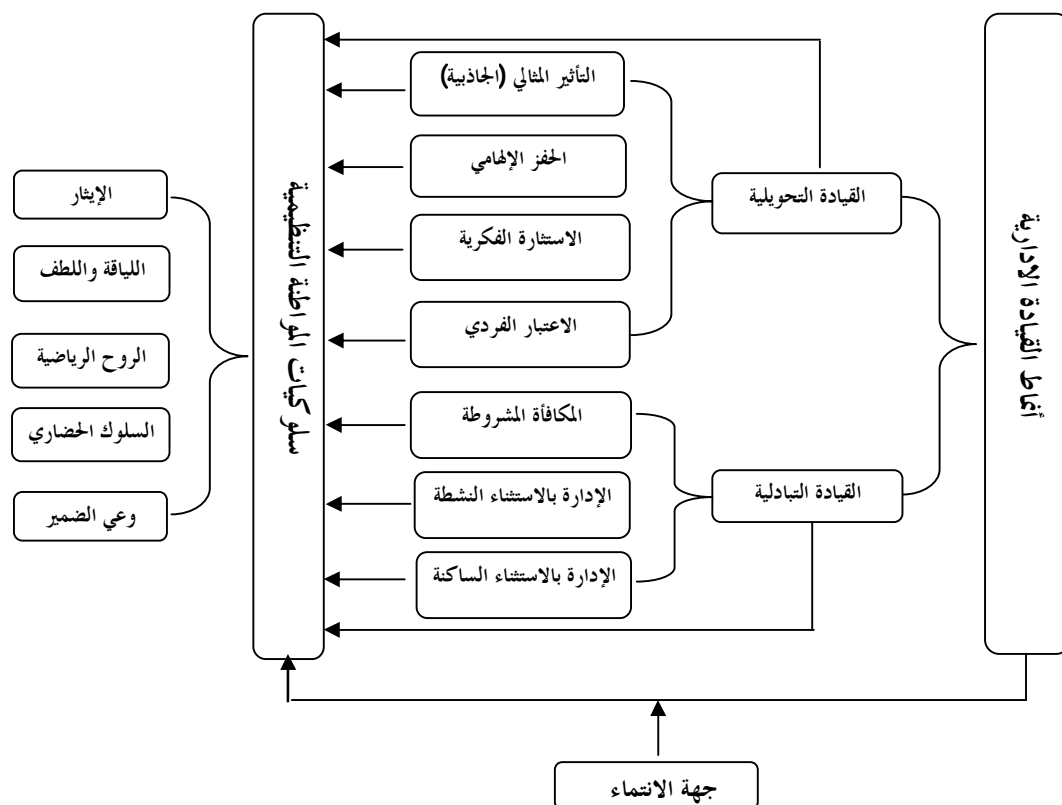 أنماط القيادة الادارية
القيادة التحويلية
القيادة التبادلية
التأثير المثالي (الجاذبية)
الحفز الإلهامي
الاستثارة الفكرية
الاعتبار الفردي
المكافأة المشروطة
الإدارة بالاستثناء النشطة
الإدارة بالاستثناء الساكنة
سلوكيات المواطنة التنظيمية
الإيثار
اللياقة واللطف
الروح الرياضية
السلوك الحضاري
وعي الضمير
جهة الانتماء